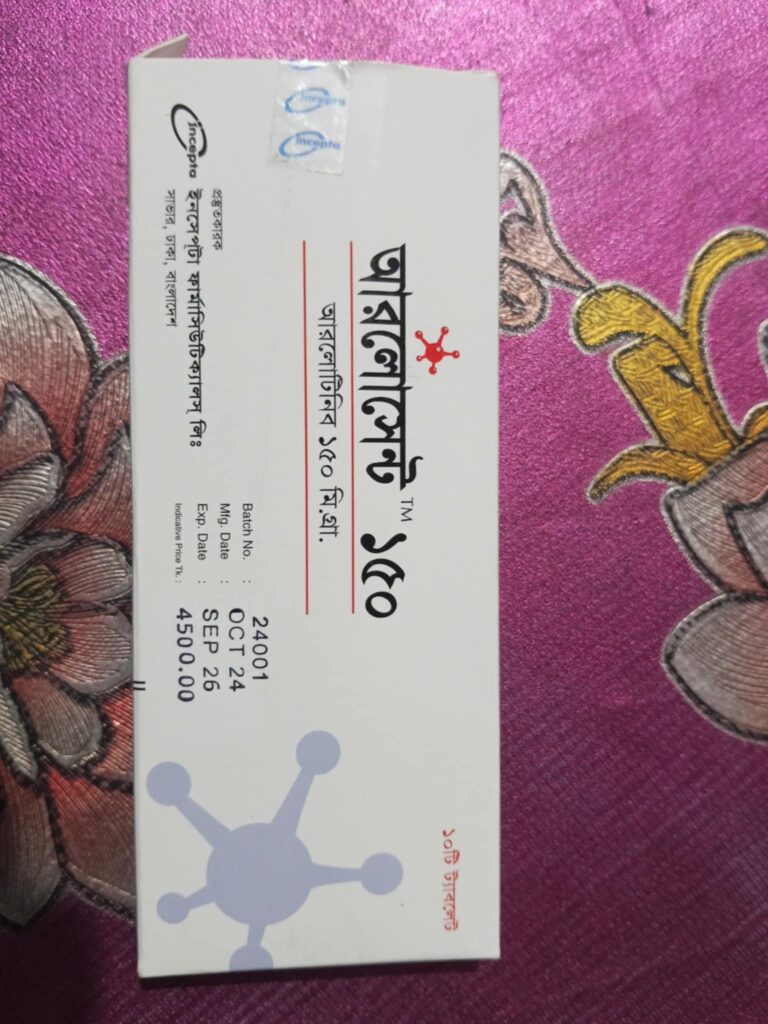 আরলোসেন্ট™ ১৫০
আরলোটিনিব ১৫০ মি.গ্রা.
১০টি ট্যাবলেট
incepta
incepta
incepta
প্রস্তুতকারক
ইনসেপ্‌টা ফার্মাসিউটিক্যালস্ লিঃ
সাভার, ঢাকা, বাংলাদেশ
Batch No. : 24001
Mfg. Date : OCT 24
Exp. Date : SEP 26
Indicative Price Tk. : 4500.00